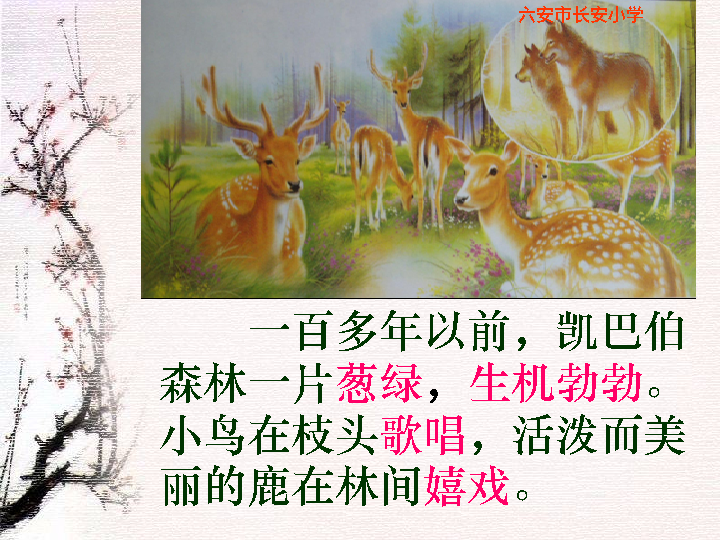 六安市长安小学
一百多年以前，凯巴伯
森林一片葱绿，生机勃勃。
小鸟在枝头歌唱，活泼而美
丽的鹿在林间嬉戏。